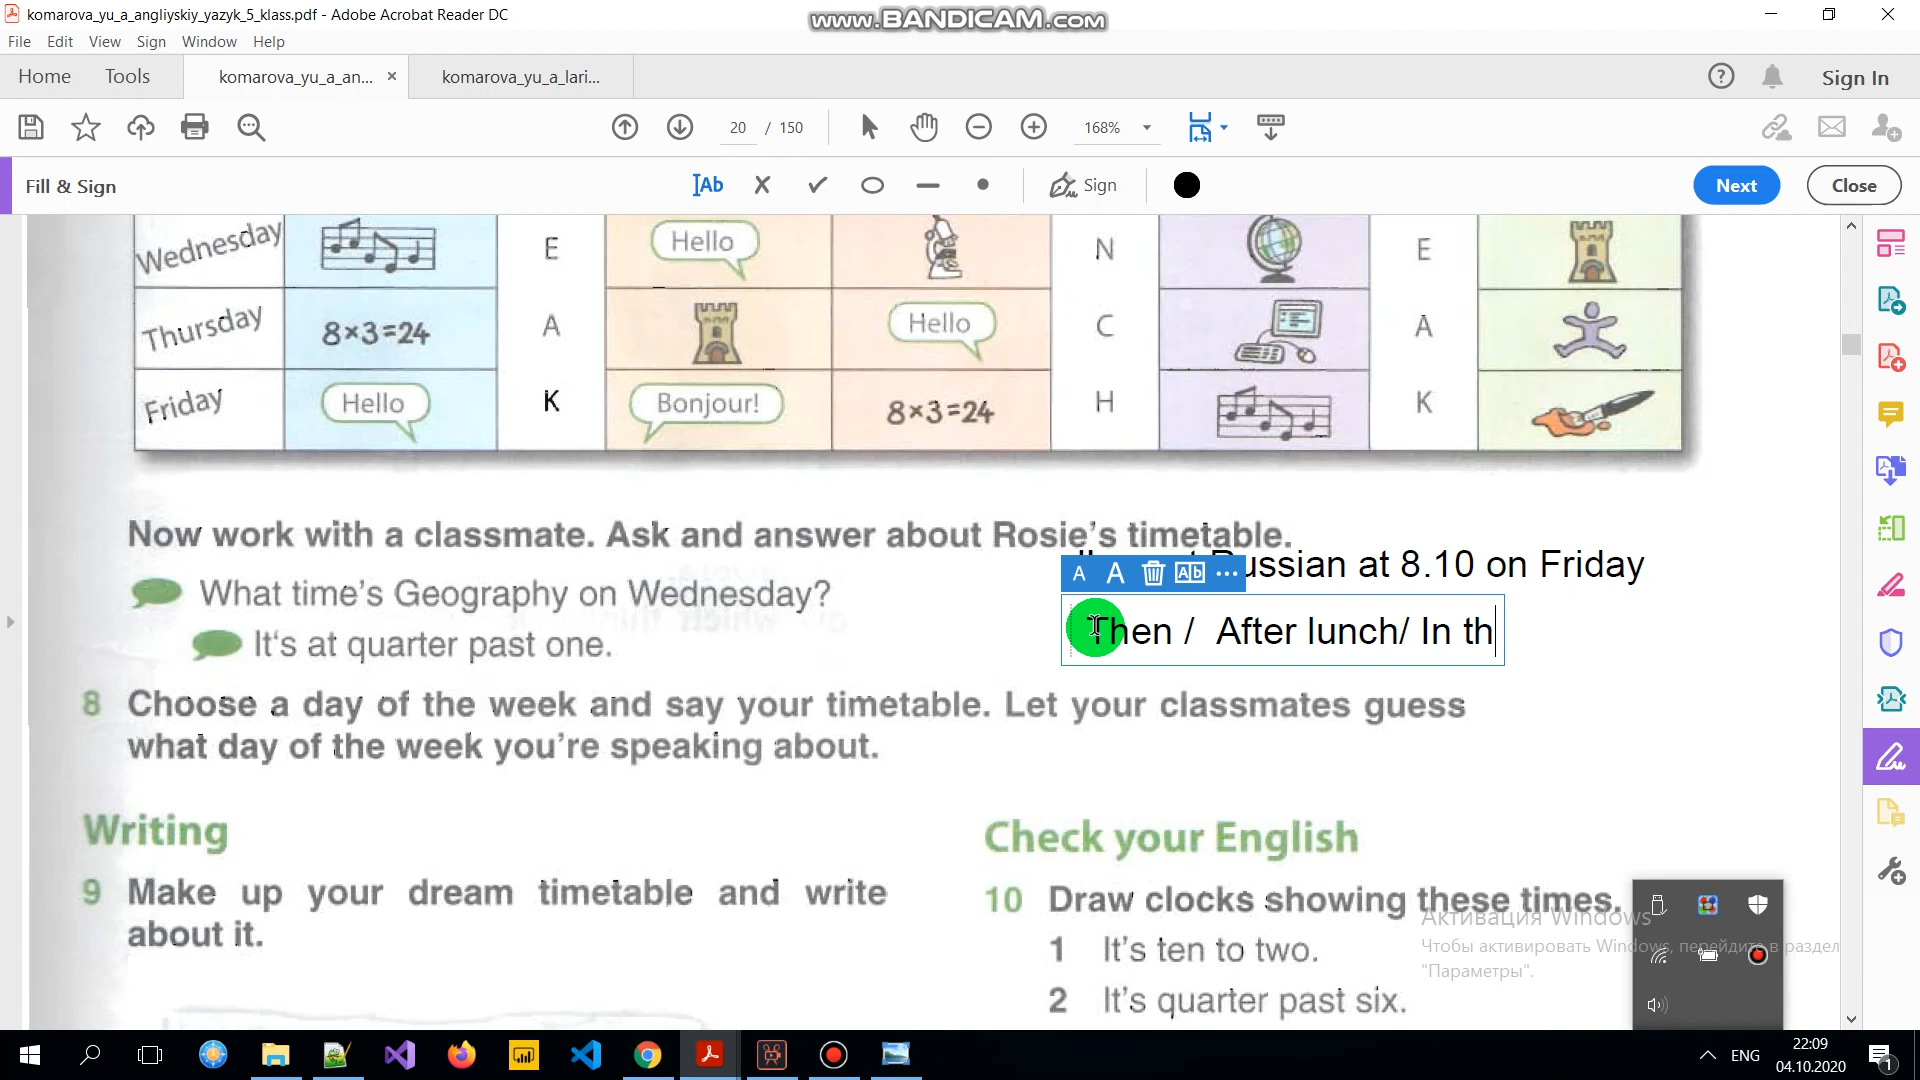 komarova_yu_a_angliyskiy_yazyk_5_klass.pdf - Adobe Acrobat Reader DC
www.BANDICAM.com
File Edit View Sign Window Help
Home Tools komarova_yu_a_an... komarova_yu_a_lari... Sign In
20 / 150 168%
Fill & Sign Ab Sign Next Close
Wednesday E Hello N E
Thursday 8×3=24 A Hello C A
Friday Hello K Bonjour! 8×3=24 H K
Now work with a classmate. Ask and answer about Rosie's timetable.
ussian at 8.10 on Friday
A A Ab
What time's Geography on Wednesday?
Then / After lunch/ In th
It's at quarter past one.
8 Choose a day of the week and say your timetable. Let your classmates guess
what day of the week you're speaking about.
Writing
9 Make up your dream timetable and write
about it.
Check your English
10 Draw clocks showing these times.
1 It's ten to two.
2 It's quarter past six.
Активация Windows
Чтобы активировать Windows, перейдите в раздел
"Параметры".
ENG
22:09
04.10.2020
1